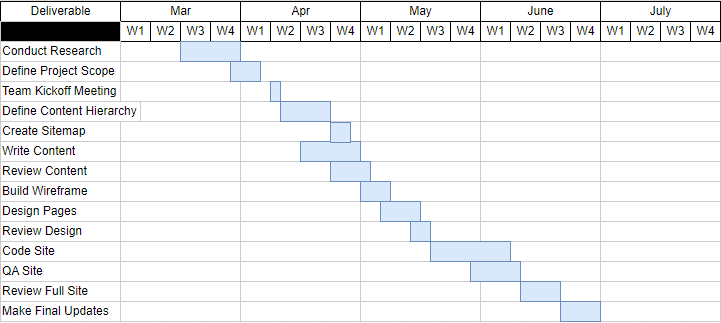 Deliverable Mar Apr May June July
W1 W2 W3 W4 W1 W2 W3 W4 W1 W2 W3 W4 W1 W2 W3 W4 W1 W2 W3 W4
Conduct Research
Define Project Scope
Team Kickoff Meeting
Define Content Hierarchy
Create Sitemap
Write Content
Review Content
Build Wireframe
Design Pages
Review Design
Code Site
QA Site
Review Full Site
Make Final Updates